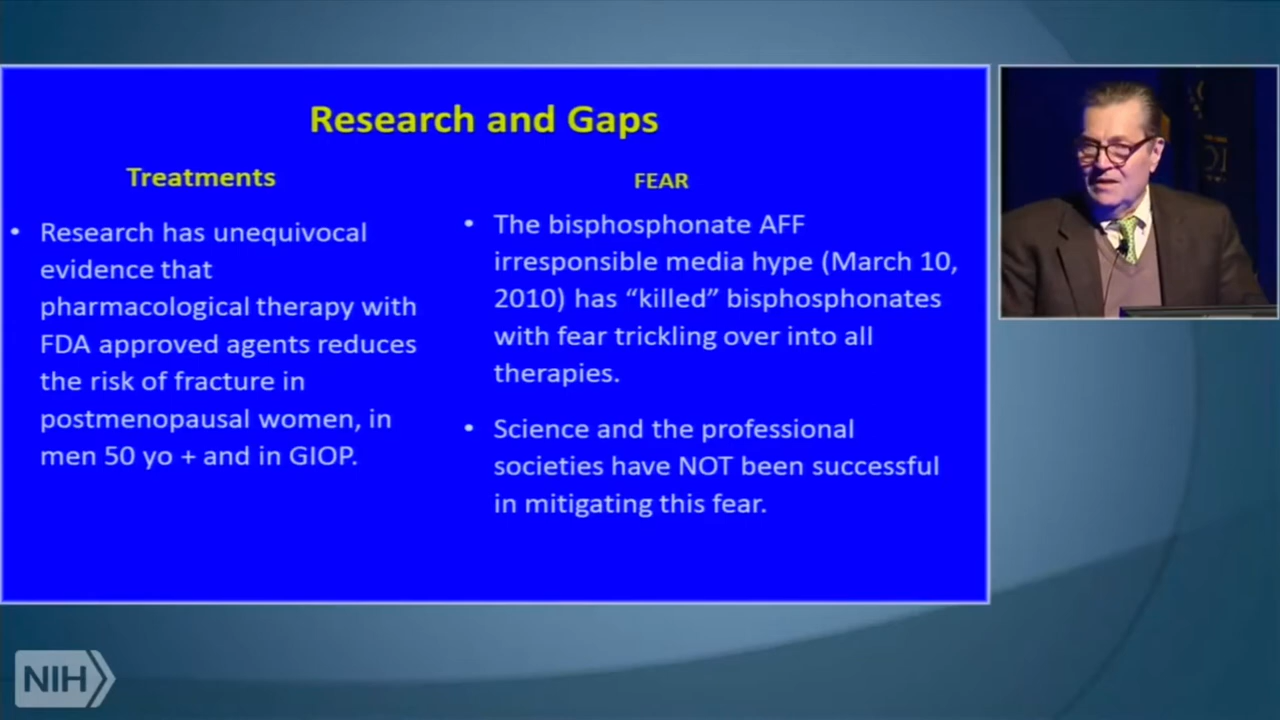 Research and Gaps
Treatments
• Research has unequivocal
evidence that
pharmacological therapy with
FDA approved agents reduces
the risk of fracture in
postmenopausal women, in
men 50 yo + and in GIOP.
FEAR
• The bisphosphonate AFF
irresponsible media hype (March 10,
2010) has “killed” bisphosphonates
with fear trickling over into all
therapies.
• Science and the professional
societies have NOT been successful
in mitigating this fear.
NIH